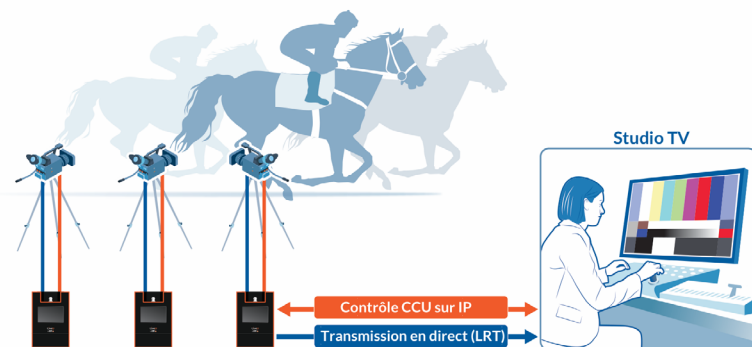 Studio TV
Contrôle CCU sur IP
Transmission en direct (LRT)